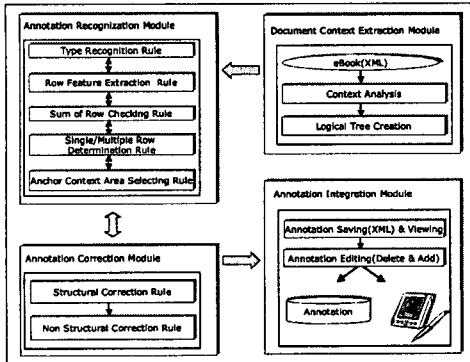 Annotation Recognization Module
Type Recognition Rule
Row Feature Extraction Rule
Sum of Row Checking Rule
Single/Multiple Row
Determination Rule
Anchor Context Area Selecting Rule
Document Context Extraction Module
eBook(XML)
Context Analysis
Logical Tree Creation
Annotation Correction Module
Structural Correction Rule
Non Structural Correction Rule
Annotation Integration Module
Annotation Saving(XML) & Viewing
Annotation Editing(Delete & Add)
Annotation